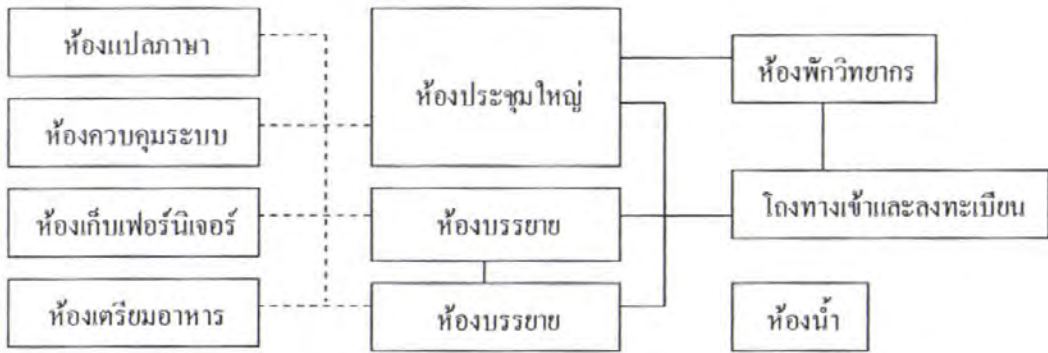 ห้องแปลภาษา
ห้องควบคุมระบบ
ห้องเก็บเฟอร์นิเจอร์
ห้องเตรียมอาหาร
ห้องประชุมใหญ่
ห้องบรรยาย
ห้องบรรยาย
ห้องพักวิทยากร
โถงทางเข้าและลงทะเบียน
ห้องน้ำ